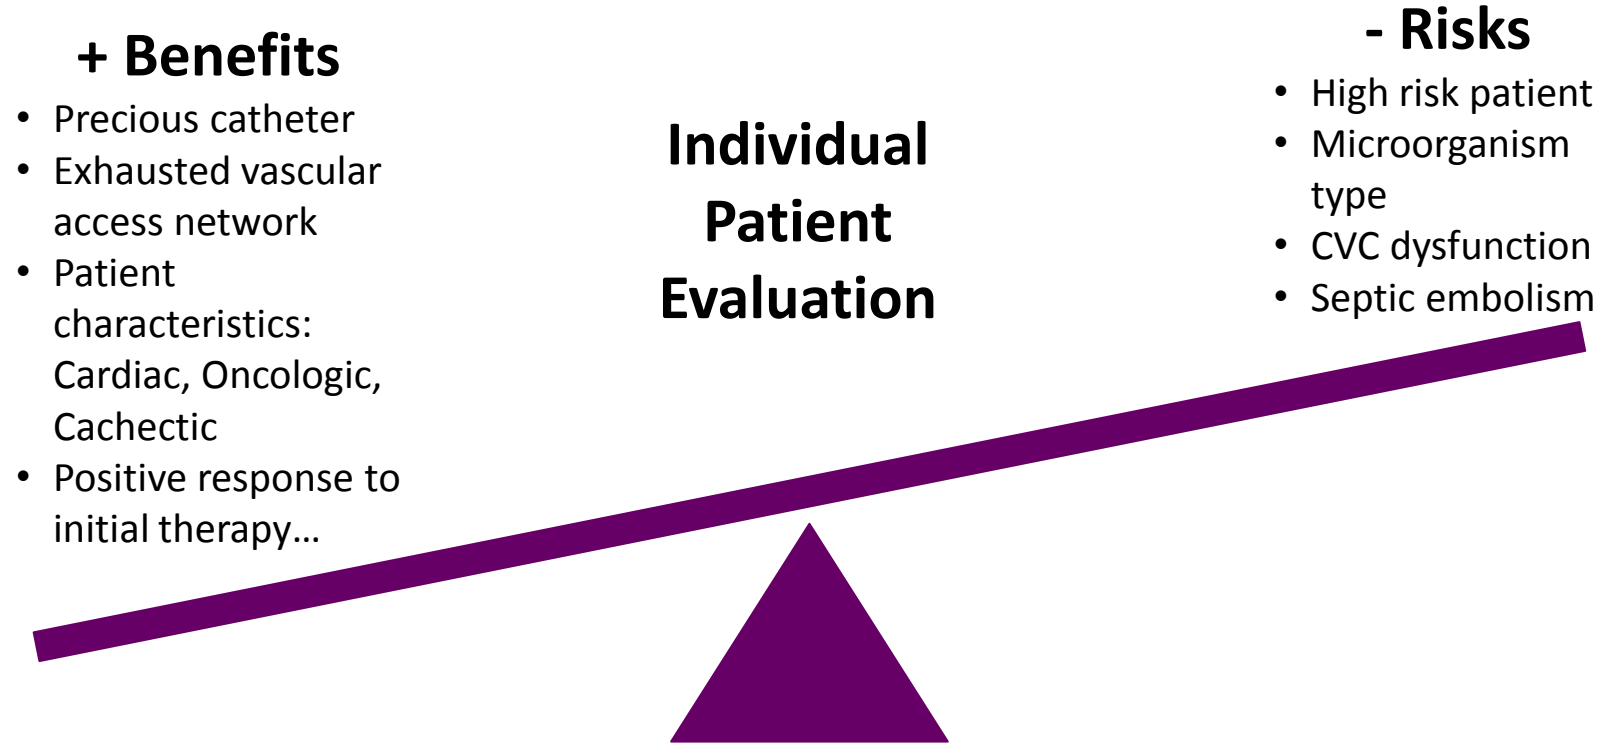 + Benefits
• Precious catheter
• Exhausted vascular
access network
• Patient
characteristics:
Cardiac, Oncologic,
Cachectic
• Positive response to
initial therapy…
Individual
Patient
Evaluation
- Risks
• High risk patient
• Microorganism
type
• CVC dysfunction
• Septic embolism